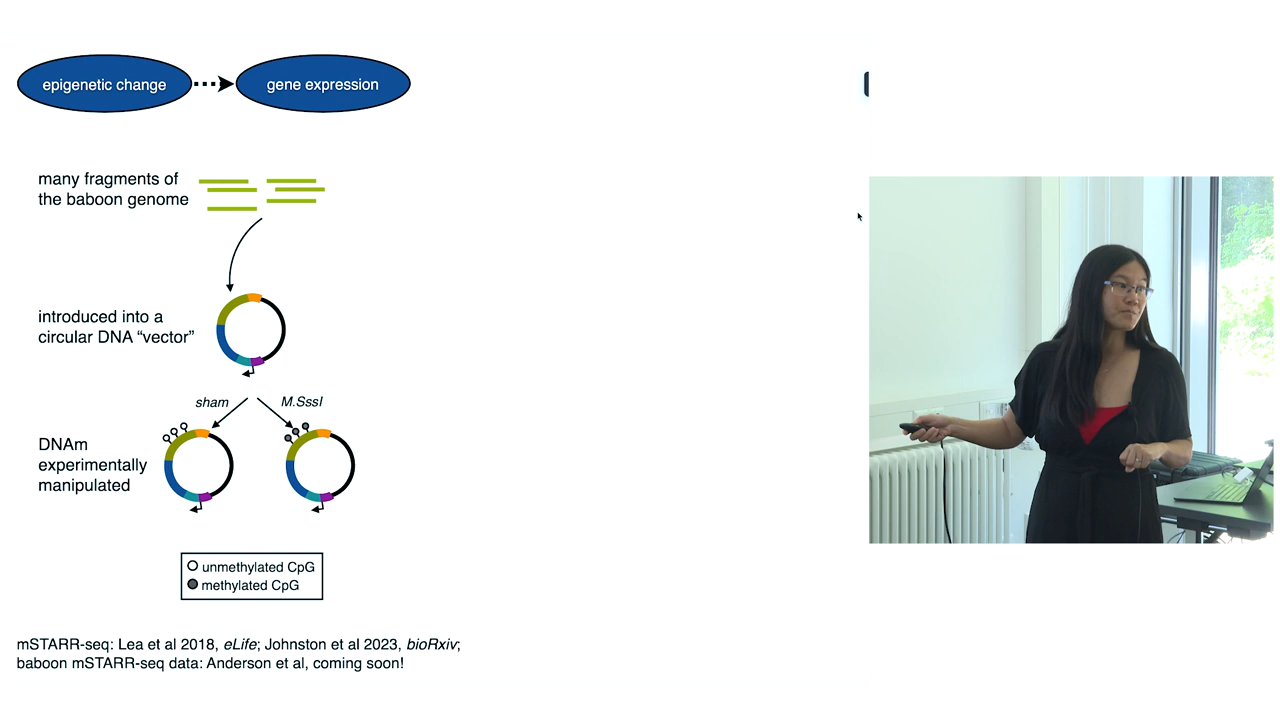 epigenetic change
gene expression
many fragments of
the baboon genome
introduced into a
circular DNA “vector”
sham
M.SssI
DNAm
experimentally
manipulated
unmethylated CpG
methylated CpG
mSTARR-seq: Lea et al 2018, eLife; Johnston et al 2023, bioRxiv;
baboon mSTARR-seq data: Anderson et al, coming soon!